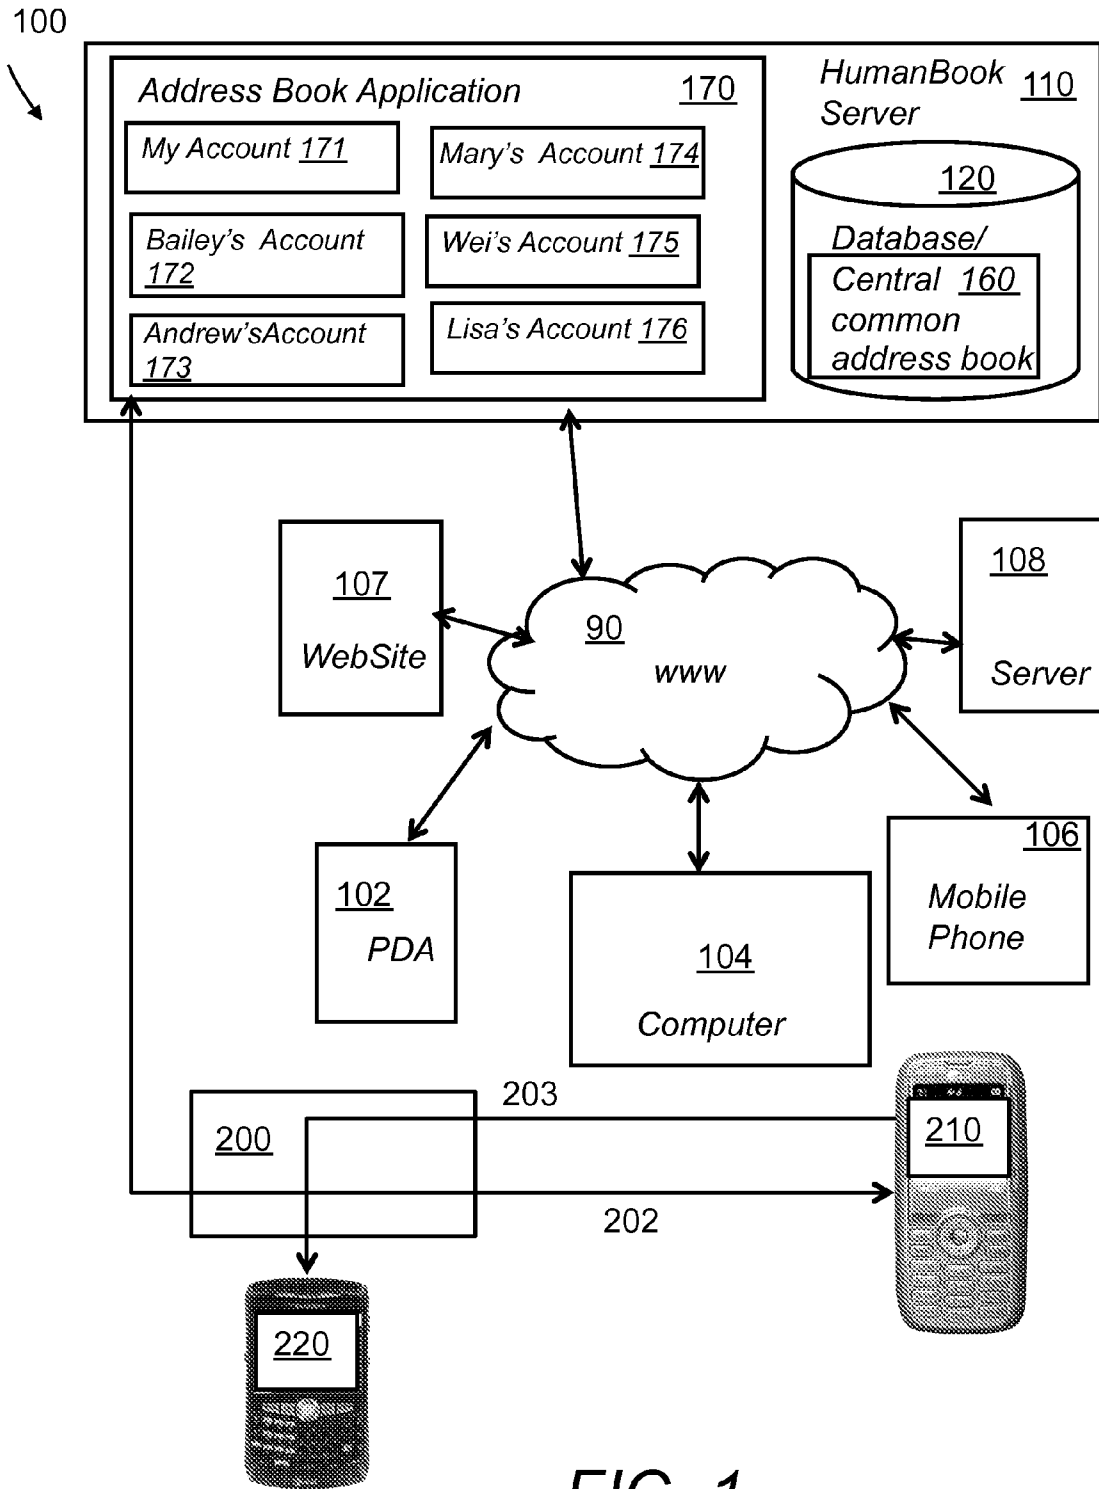 100
Address Book Application 170
HumanBook 110
Server
My Account 171
Mary's Account 174
120
Bailey's Account
172
Wei's Account 175
Database/
Central 160
common
address book
Andrew'sAccount
173
Lisa's Account 176
107
WebSite
90
www
108
Server
102
PDA
104
Computer
106
Mobile
Phone
203
200
210
202
220
FIG. 1